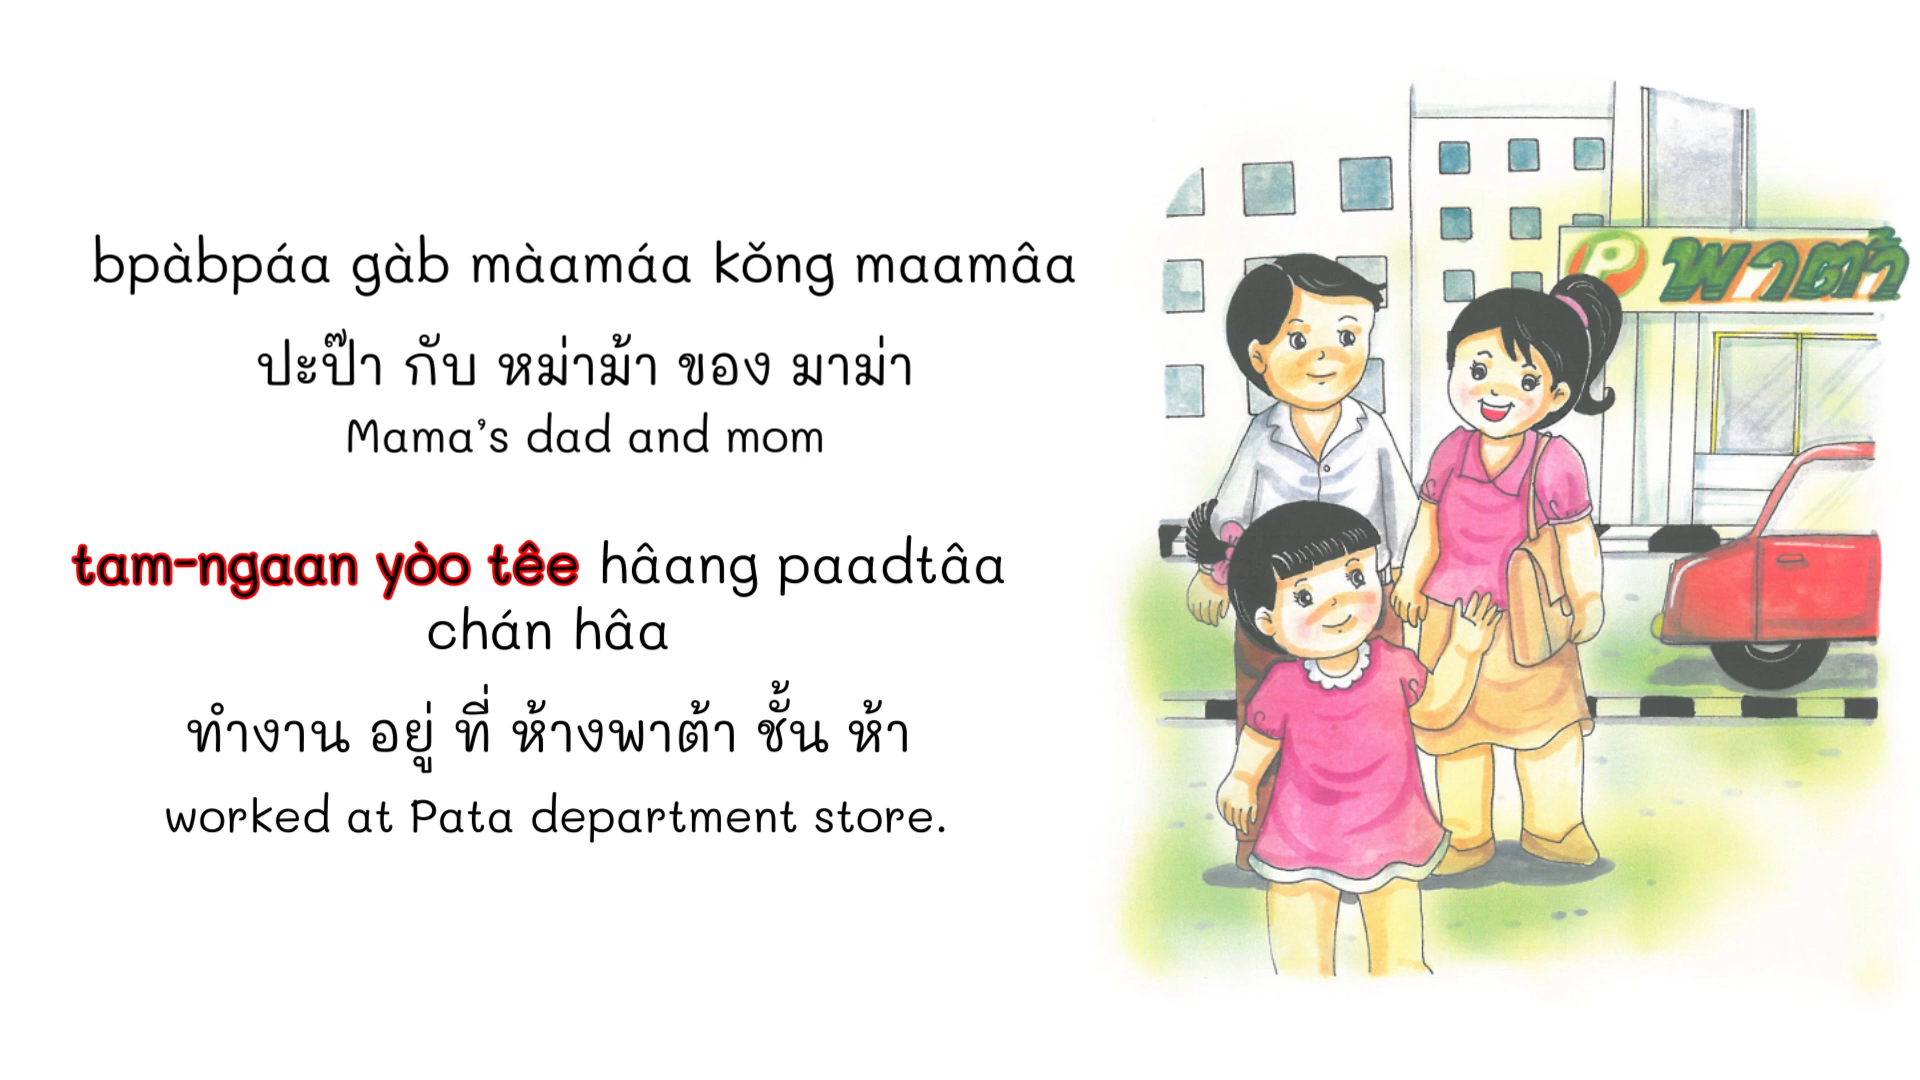 bpàbpáa gàb màamáa kǒng maamâa
ปะป๊า กับ หม่าม้า ของ มาม่า
Mama’s dad and mom
tam-ngaan yòo têe hâang paadtâa
chán hâa
ทำงาน อยู่ ที่ ห้างพาต้า ชั้น ห้า
worked at Pata department store.
P พาต้า